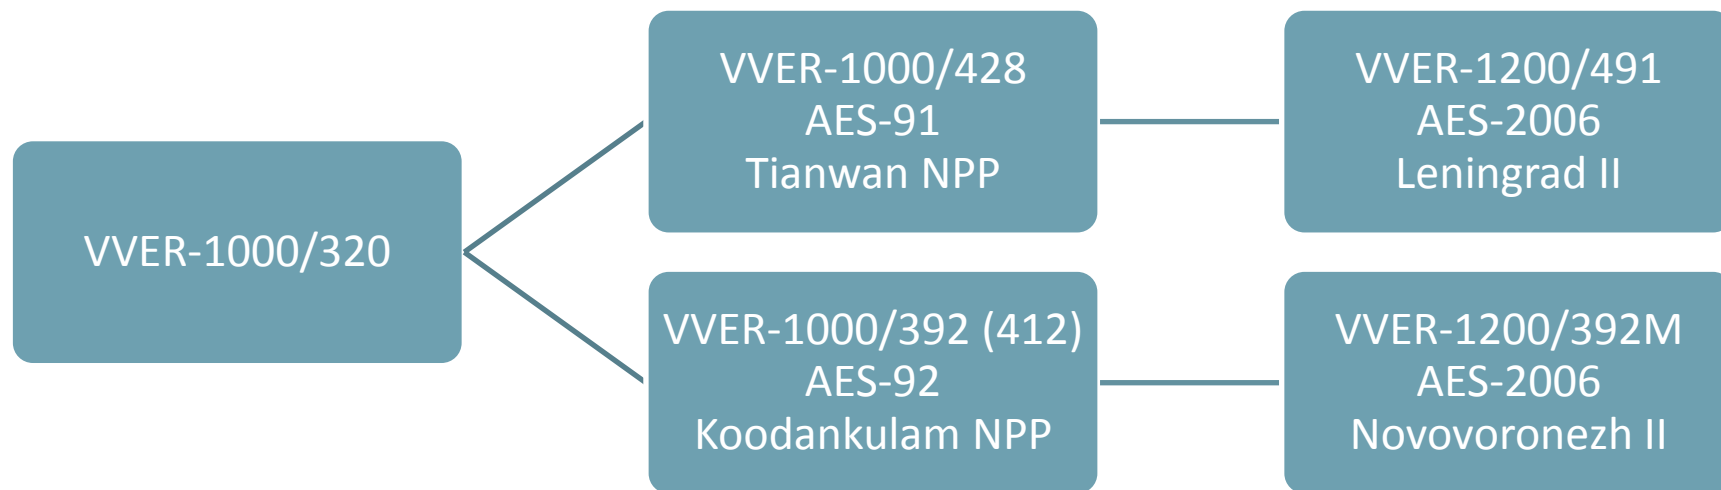 VVER-1000/320
VVER-1000/428
AES-91
Tianwan NPP
VVER-1200/491
AES-2006
Leningrad II
VVER-1000/392 (412)
AES-92
Koodankulam NPP
VVER-1200/392M
AES-2006
Novovoronezh II